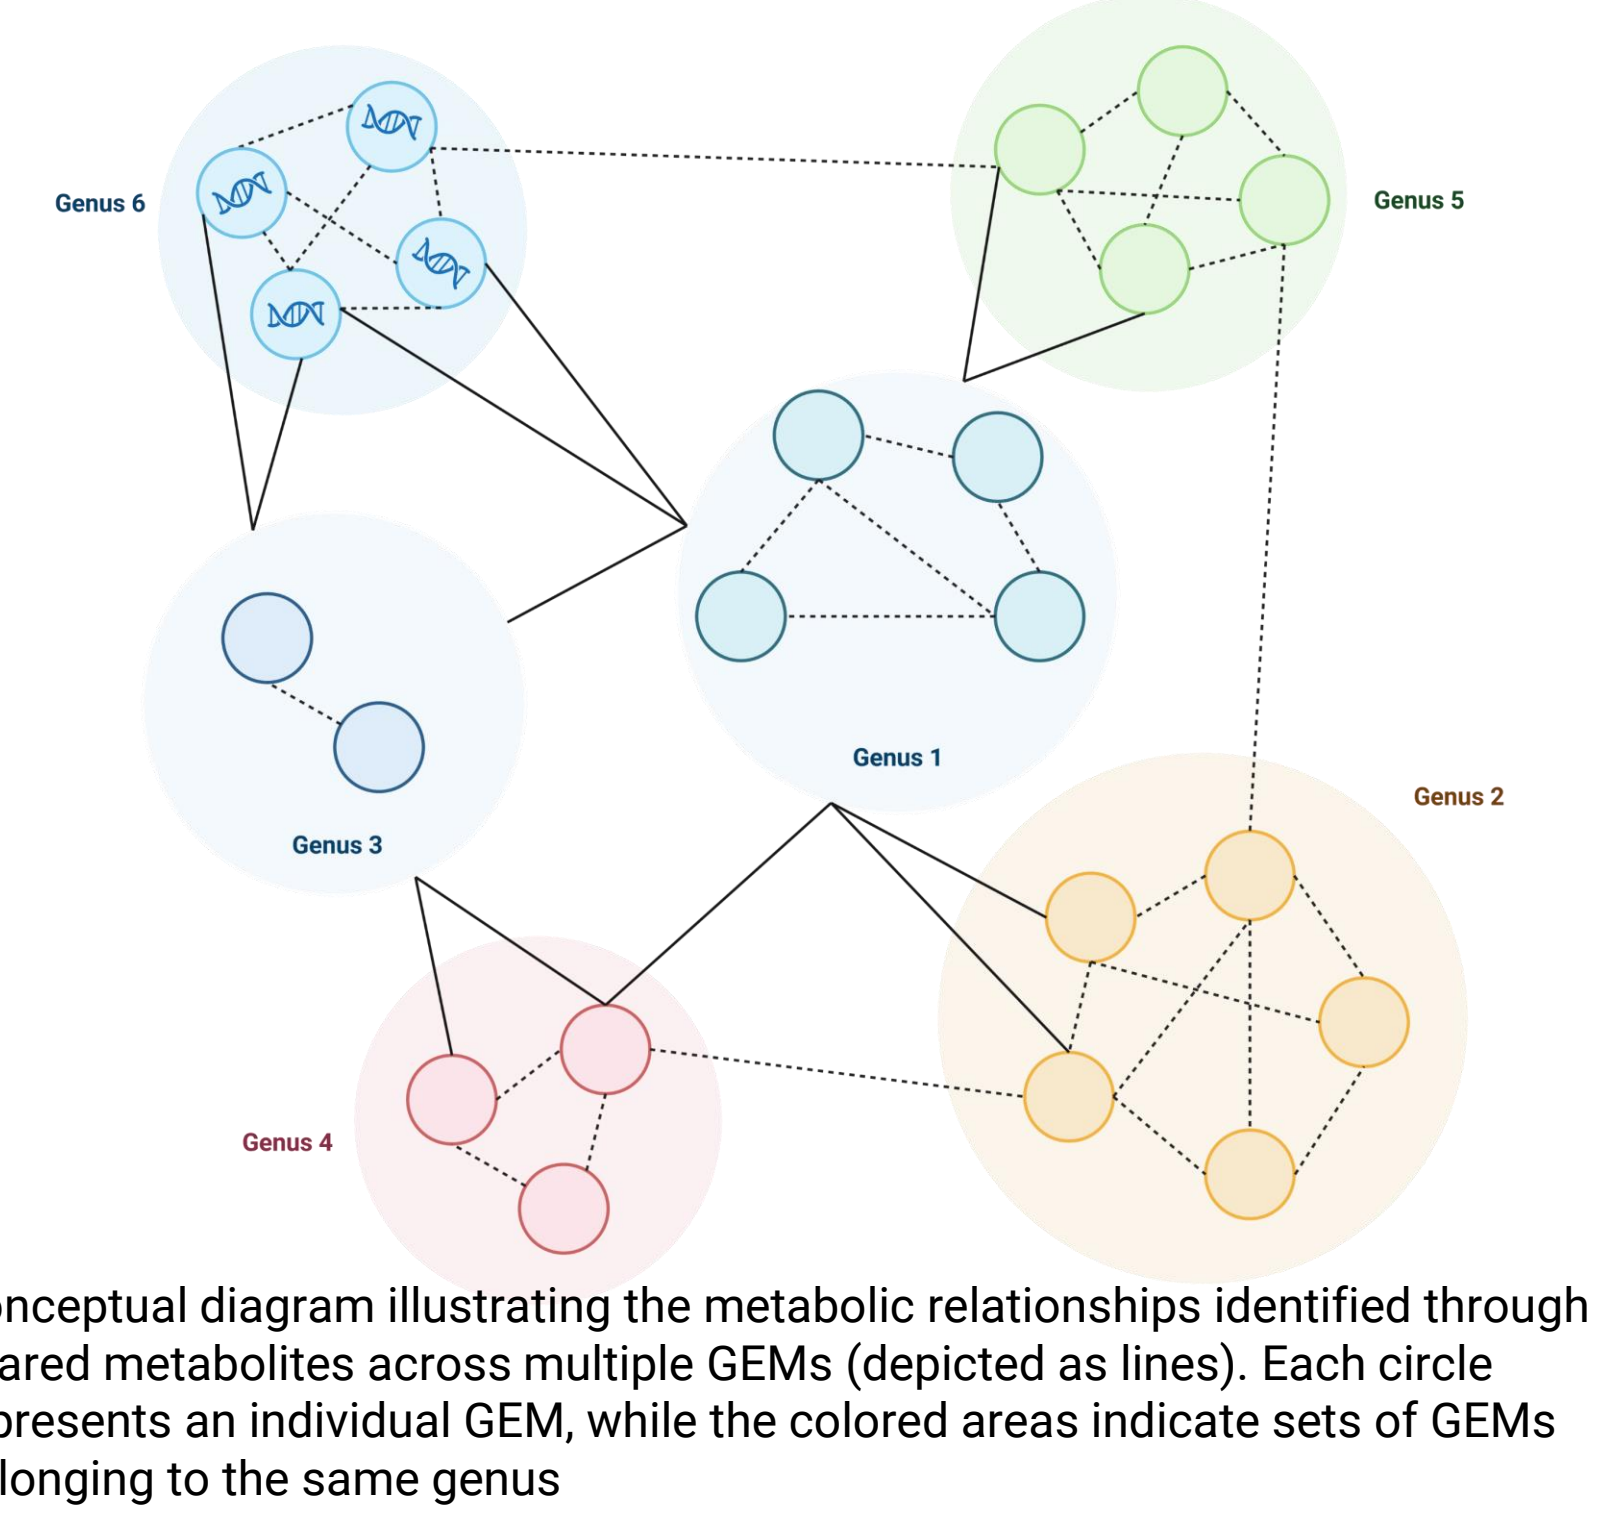 Genus 6
Genus 5
Genus 1
Genus 2
Genus 3
Genus 4
onceptual diagram illustrating the metabolic relationships identified through
ared metabolites across multiple GEMs (depicted as lines). Each circle
presents an individual GEM, while the colored areas indicate sets of GEMs
longing to the same genus